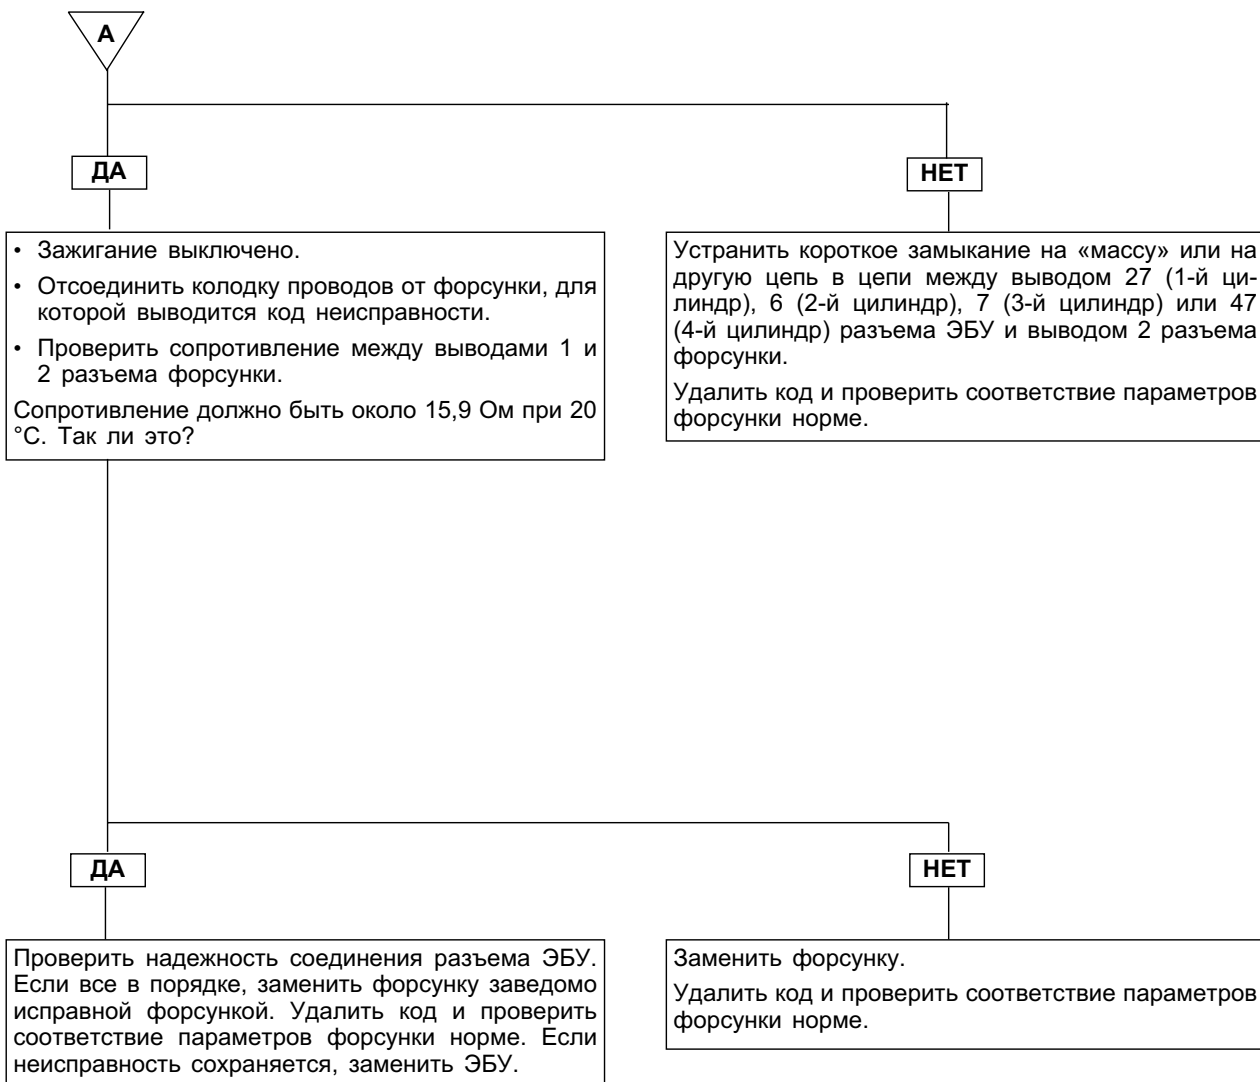 А
ДА
НЕТ
• Зажигание выключено.
• Отсоединить колодку проводов от форсунки, для
которой выводится код неисправности.
• Проверить сопротивление между выводами 1 и
2 разъема форсунки.
Сопротивление должно быть около 15,9 Ом при 20
°С. Так ли это?
Устранить короткое замыкание на «массу» или на
другую цепь в цепи между выводом 27 (1-й ци-
линдр), 6 (2-й цилиндр), 7 (3-й цилиндр) или 47
(4-й цилиндр) разъема ЭБУ и выводом 2 разъема
форсунки.
Удалить код и проверить соответствие параметров
форсунки норме.
ДА
НЕТ
Проверить надежность соединения разъема ЭБУ.
Если все в порядке, заменить форсунку заведомо
исправной форсункой. Удалить код и проверить
соответствие параметров форсунки норме. Если
неисправность сохраняется, заменить ЭБУ.
Заменить форсунку.
Удалить код и проверить соответствие параметров
форсунки норме.